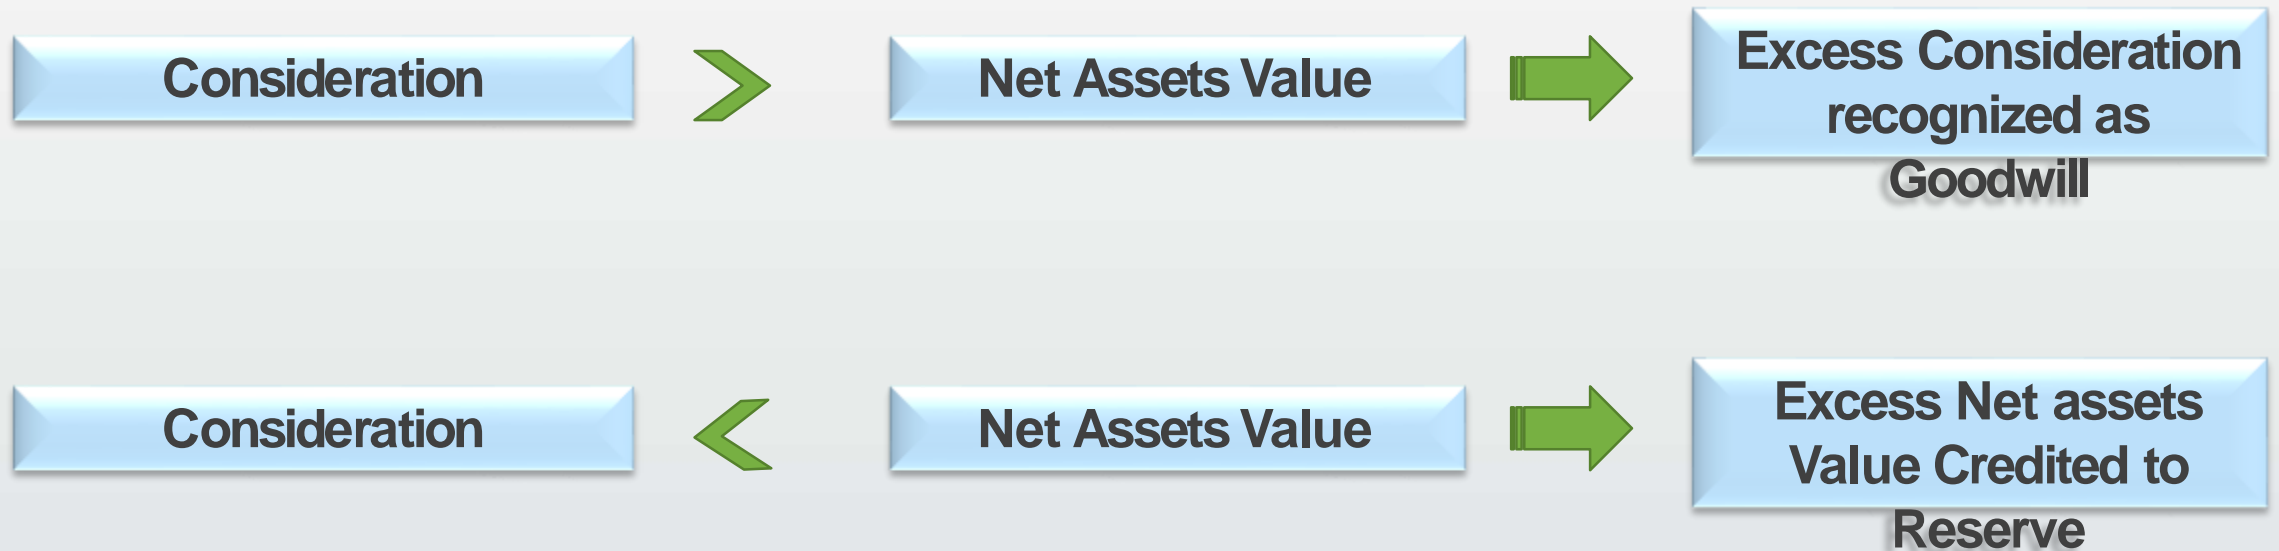 Consideration
Net Assets Value
Excess Consideration
recognized as
Goodwill
Consideration
Net Assets Value
Excess Net assets
Value Credited to
Reserve